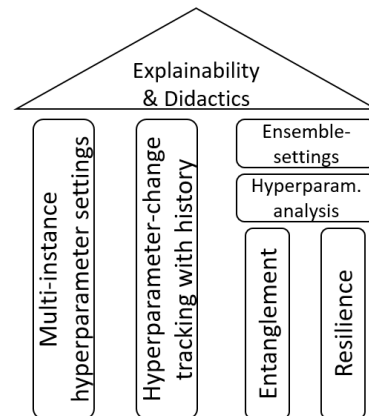 Explainability
& Didactics
Multi-instance
hyperparameter settings
Hyperparameter-change
tracking with history
Ensemble-
settings
Hyperparam.
analysis
Entanglement
Resilience